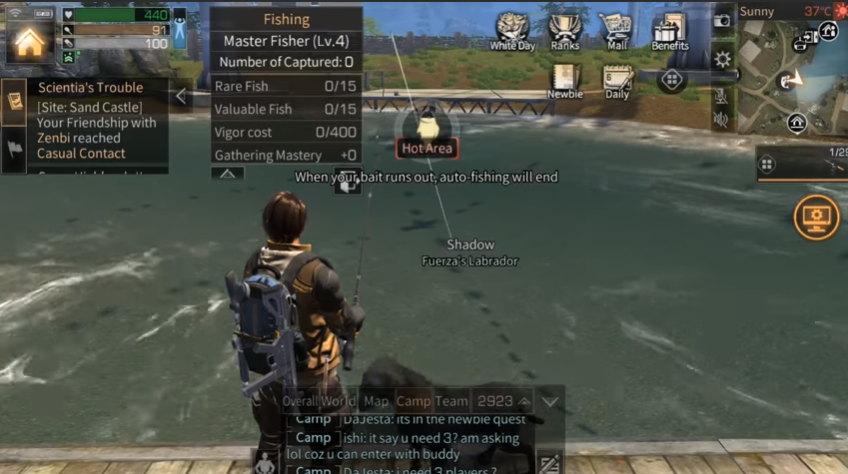 440
91
100
Fishing
Master Fisher (Lv.4)
Number of Captured: 0
Rare Fish 0/15
Valuable Fish 0/15
Vigor cost 0/400
Gathering Mastery +0
White Day
Ranks
Mall
Benefits
Newbie
Daily
Sunny 37°C
Scientia's Trouble
[Site: Sand Castle]
Your Friendship with
Zenbi reached
Casual Contact
Hot Area
When your bait runs out, auto-fishing will end
Shadow
Fuerza's Labrador
Overall World Map Camp Team 2923
Camp DaJesta: its in the newbie quest
Camp ishi: it say u need 3? am asking
lol coz u can enter with buddy
Camp DaJesta: i need 3 players ?